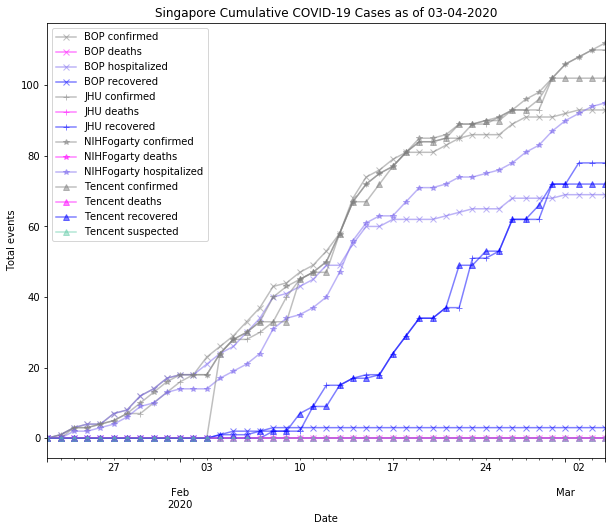 Singapore Cumulative COVID-19 Cases as of 03-04-2020
BOP confirmed
BOP deaths
BOP hospitalized
BOP recovered
JHU confirmed
JHU deaths
JHU recovered
NIHFogarty confirmed
NIHFogarty deaths
NIHFogarty hospitalized
Tencent confirmed
Tencent deaths
Tencent recovered
Tencent suspected
Total events
100
80
60
40
20
0
27 03 10 17 24 02
Feb Mar
2020
Date